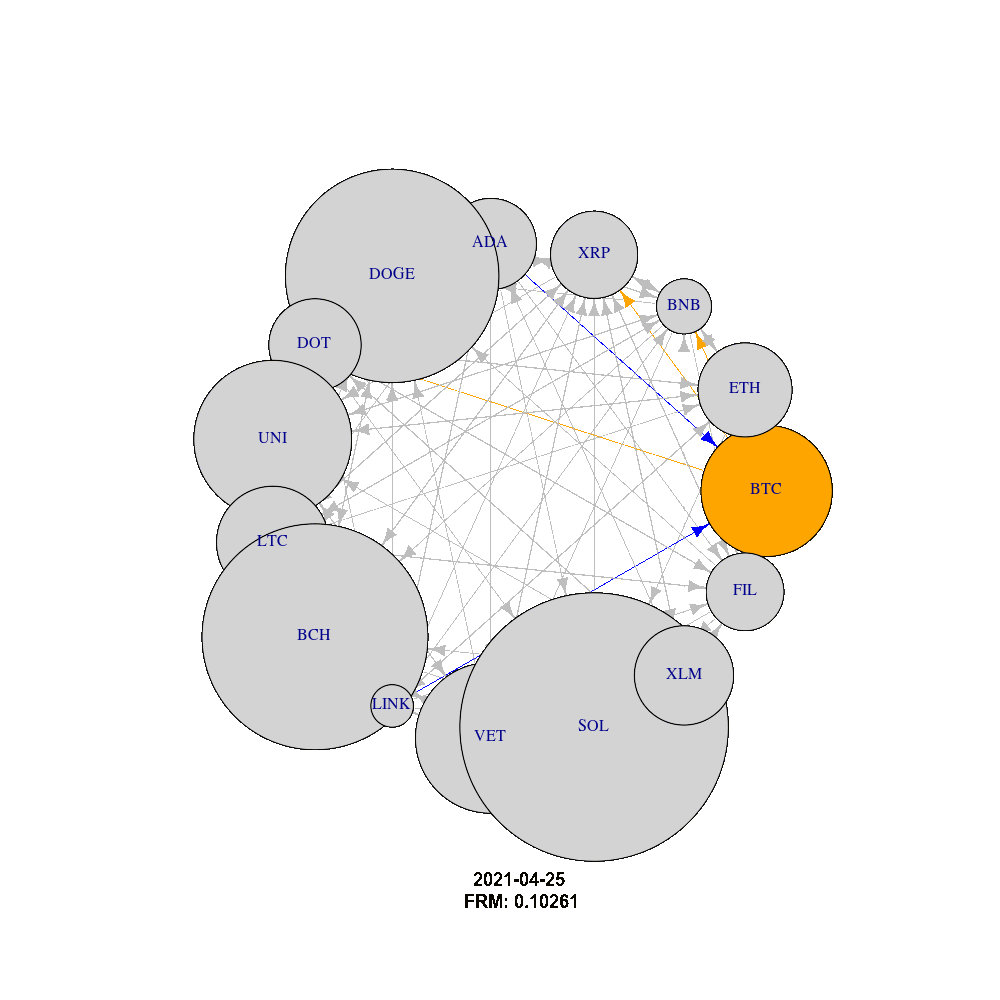 ADA
XRP
DOGE
BNB
DOT
ETH
UNI
BTC
LTC
FIL
BCH
XLM
LINK
SOL
VET
2021-04-25
FRM: 0.10261